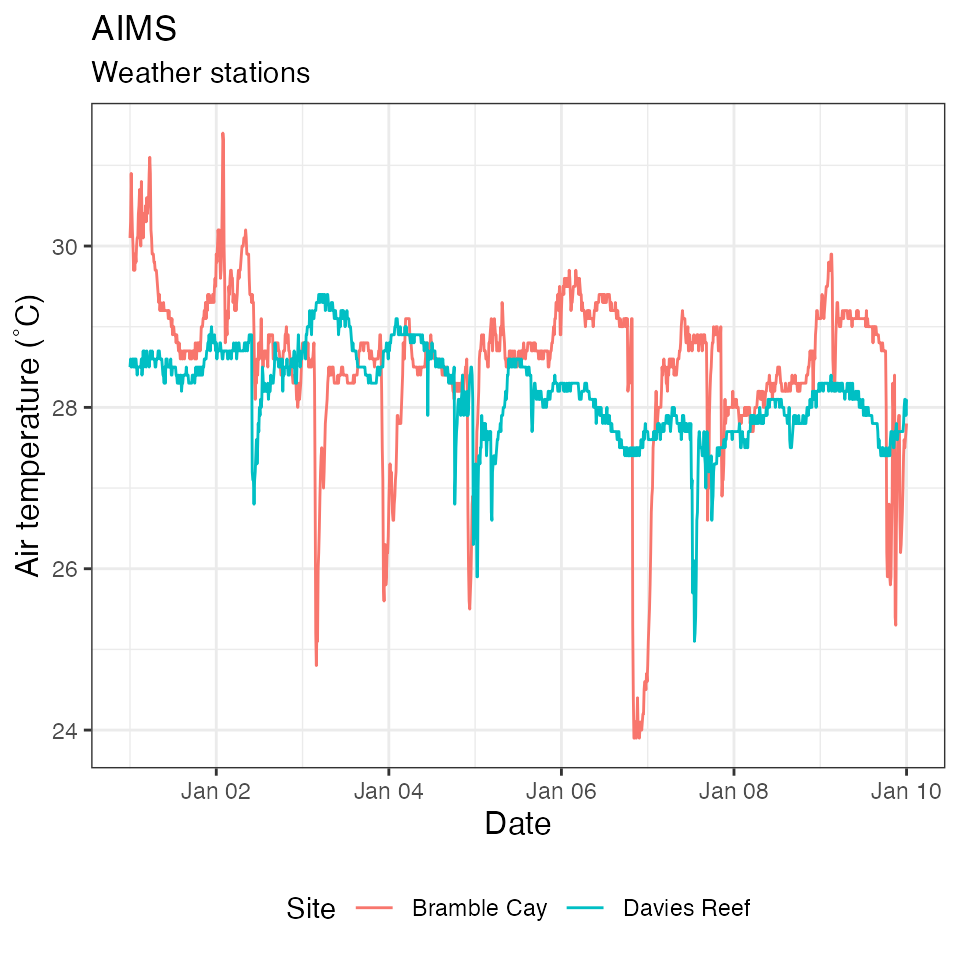 AIMS
Weather stations
Air temperature (°C)
30
28
26
24
Jan 02 Jan 04 Jan 06 Jan 08 Jan 10
Date
Site Bramble Cay Davies Reef